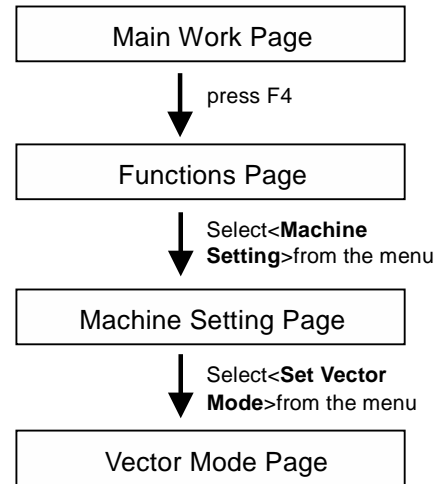 Main Work Page
press F4
Functions Page
Select<Machine
Setting>from the menu
Machine Setting Page
Select<Set Vector
Mode>from the menu
Vector Mode Page